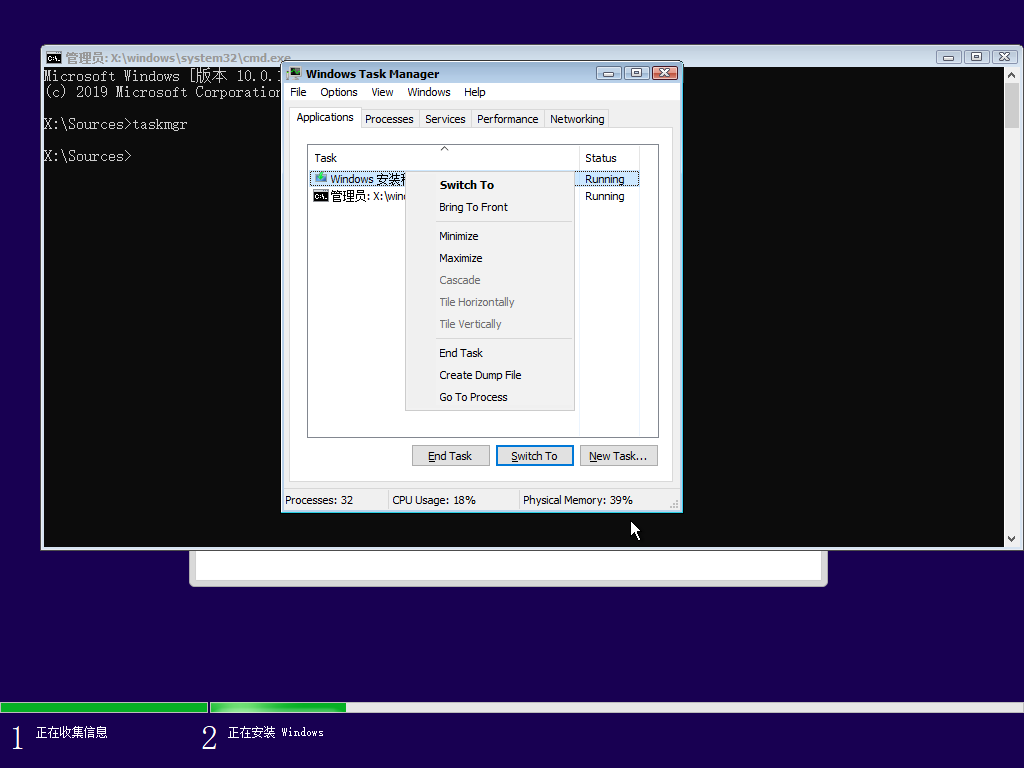 管理员: X:\windows\system32\cmd.exe
Microsoft Windows [版本 10.0.
(c) 2019 Microsoft Corporation
X:\Sources>taskmgr
X:\Sources>
Windows Task Manager
File Options View Windows Help
Applications Processes Services Performance Networking
Task Status
Windows 安装 Running
管理员: X:\win Running
Switch To
Bring To Front
Minimize
Maximize
Cascade
Tile Horizontally
Tile Vertically
End Task
Create Dump File
Go To Process
End Task Switch To New Task...
Processes: 32 CPU Usage: 18% Physical Memory: 39%
1 正在收集信息 2 正在安装 Windows